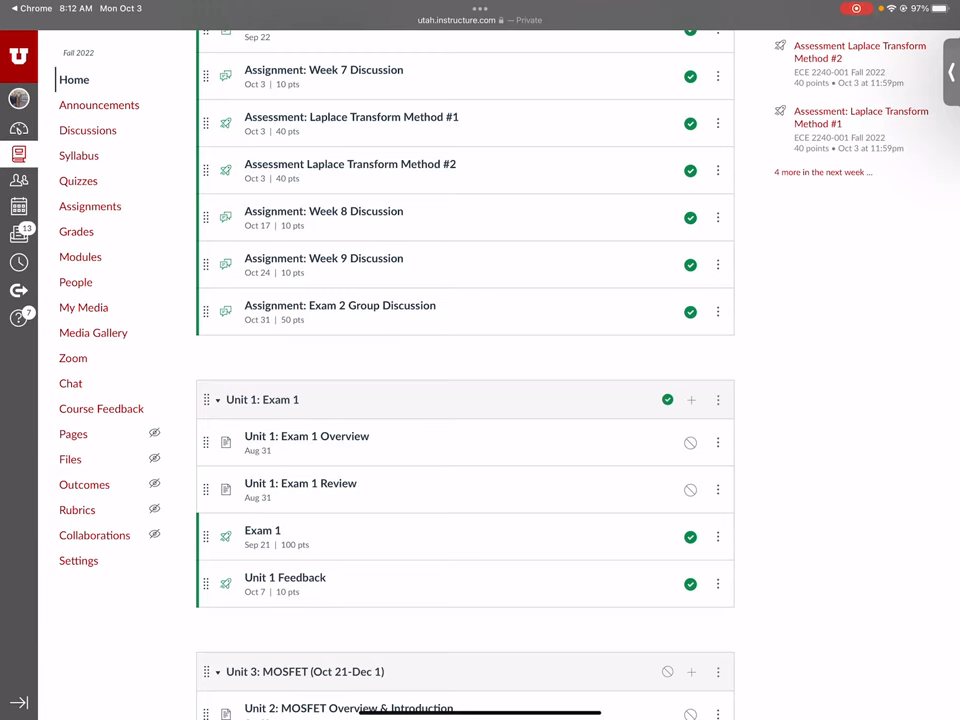 Chrome 8:12 AM Mon Oct 3
utah.instructure.com — Private
97%
U
13
7
Fall 2022
Home
Announcements
Discussions
Syllabus
Quizzes
Assignments
Grades
Modules
People
My Media
Media Gallery
Zoom
Chat
Course Feedback
Pages
Files
Outcomes
Rubrics
Collaborations
Settings
Sep 22
Assignment: Week 7 Discussion
Oct 3 | 10 pts
Assignment: Laplace Transform Method #1
Oct 3 | 40 pts
Assessment Laplace Transform Method #2
Oct 3 | 40 pts
Assignment: Week 8 Discussion
Oct 17 | 10 pts
Assignment: Week 9 Discussion
Oct 24 | 10 pts
Assignment: Exam 2 Group Discussion
Oct 31 | 50 pts
Unit 1: Exam 1
Unit 1: Exam 1 Overview
Aug 31
Unit 1: Exam 1 Review
Aug 31
Exam 1
Sep 21 | 100 pts
Unit 1 Feedback
Oct 7 | 10 pts
Unit 3: MOSFET (Oct 21-Dec 1)
Unit 2: MOSFET Overview & Introduction
Assessment Laplace Transform
Method #2
ECE 2240-001 Fall 2022
40 points • Oct 3 at 11:59pm
Assessment: Laplace Transform
Method #1
ECE 2240-001 Fall 2022
40 points • Oct 3 at 11:59pm
4 more in the next week ...